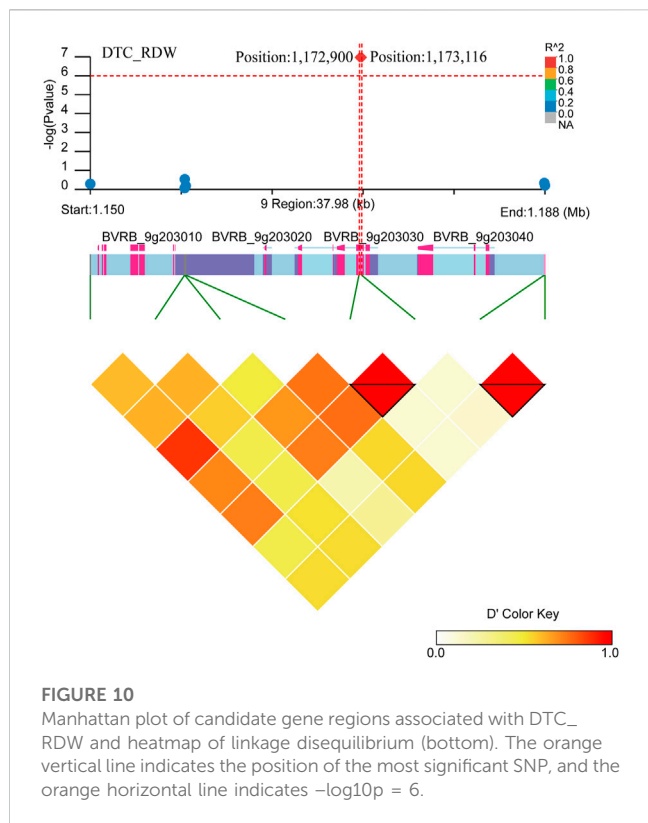 DTC_RDW
Position:1,172,900
Position:1,173,116
R^2
1.0
0.8
0.6
0.4
0.2
0.0
NA
7
6
5
4
3
2
1
0
-log(Pvalue)
Start:1.150
9 Region:37.98 (kb)
End:1.188 (Mb)
BVRB_9g203010
BVRB_9g203020
BVRB_9g203030
BVRB_9g203040
D' Color Key
0.0
1.0
FIGURE 10
Manhattan plot of candidate gene regions associated with DTC_
RDW and heatmap of linkage disequilibrium (bottom). The orange
vertical line indicates the position of the most significant SNP, and the
orange horizontal line indicates –log10p = 6.